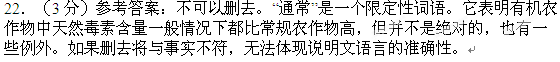 22. （3分）参考答案：不可以删去。“通常”是一个限定性词语。它表明有机农
作物中天然毒素含量一般情况下都比常规农作物高，但并不是绝对的，也有一
些例外。如果删去将与事实不符，无法体现说明文语言的准确性。